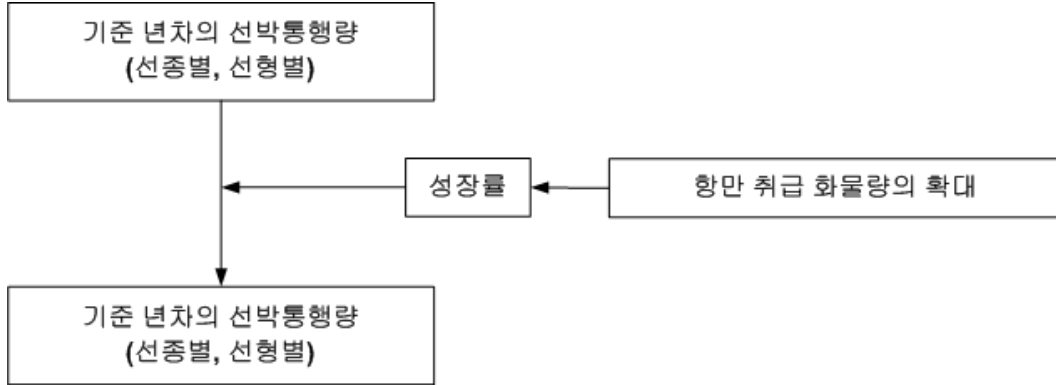 기준 년차의 선박통행량
(선종별, 선형별)
성장률
항만 취급 화물량의 확대
기준 년차의 선박통행량
(선종별, 선형별)